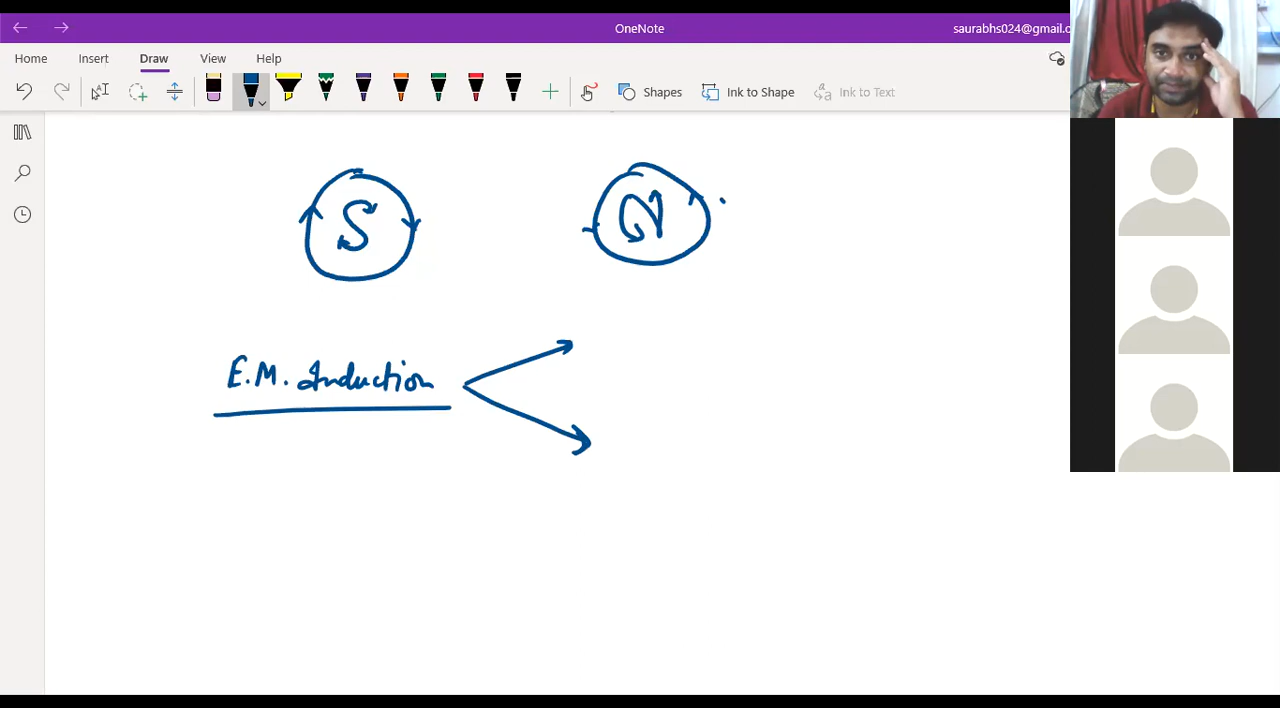 OneNote
saurabhs024@gmail.c
Home Insert Draw View Help
Shapes Ink to Shape Ink to Text
S N
E.M. Induction